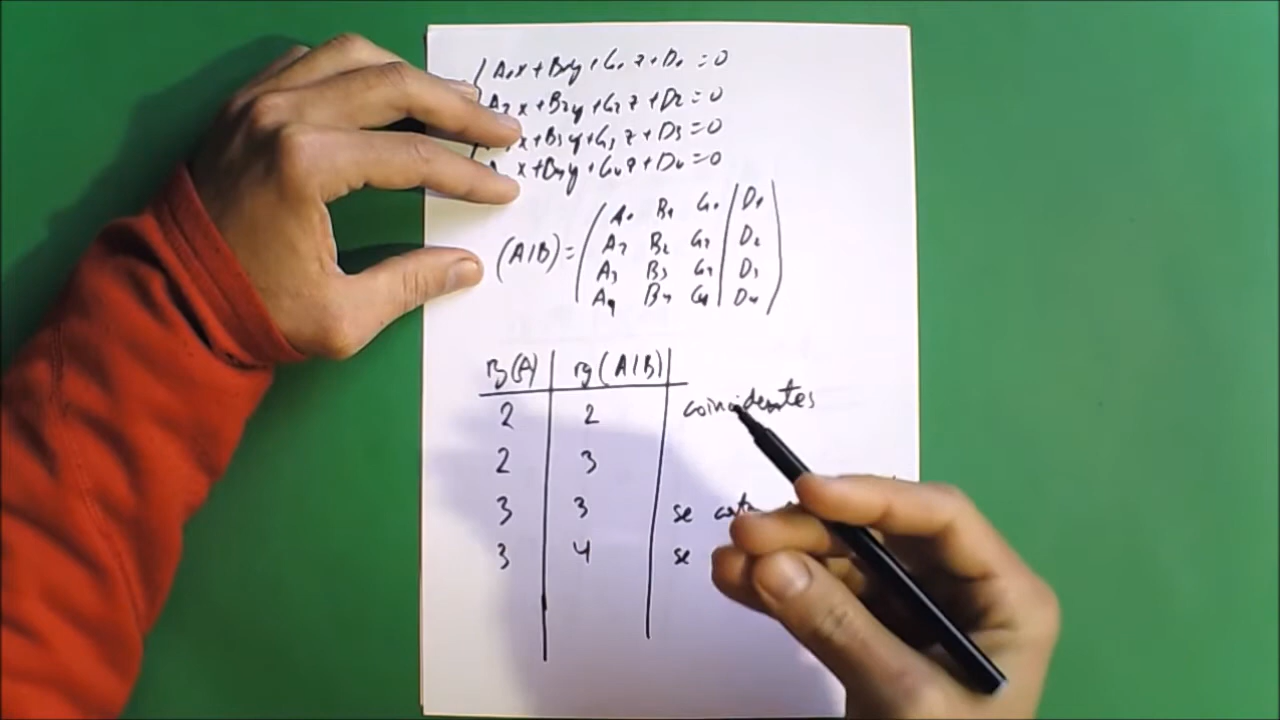 A₁x + B₁y + C₁z + D₁ = 0
A₂x + B₂y + C₂z + D₂ = 0
x + B₃y + C₃z + D₃ = 0
x + B₄y + C₄z + D₄ = 0
(A|B) = ( A₁ B₁ C₁ | D₁ )
A₂ B₂ C₂ | D₂
A₃ B₃ C₃ | D₃
A₄ B₄ C₄ | D₄
rg(A) rg(A|B)
2 2 coincidentes
2 3
3 3 se
3 4 se